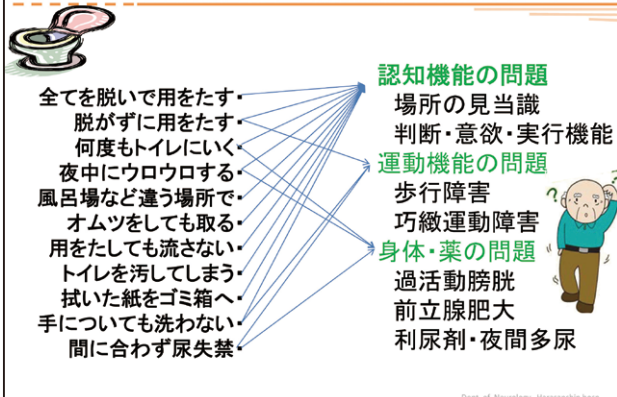 全てを脱いで用をたす・
脱がずに用をたす・
何度もトイレにいく・
夜中にウロウロする・
風呂場など違う場所で・
オムツをしても取る・
用をたしても流さない・
トイレを汚してしまう・
拭いた紙をゴミ箱へ・
手についても洗わない・
間に合わず尿失禁・
認知機能の問題
場所の見当識
判断・意欲・実行機能
運動機能の問題
歩行障害
巧緻運動障害
身体・薬の問題
過活動膀胱
前立腺肥大
利尿剤・夜間多尿
? ?
Dept. of Neurology,